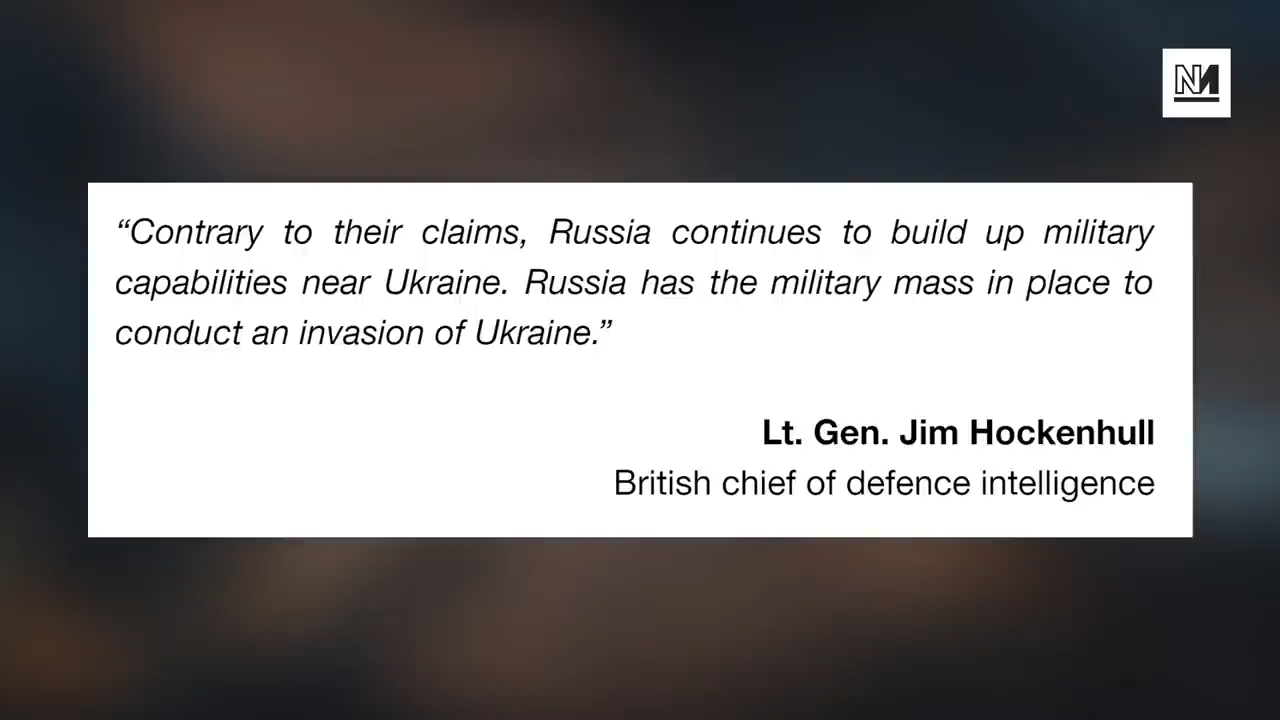 “Contrary to their claims, Russia continues to build up military
capabilities near Ukraine. Russia has the military mass in place to
conduct an invasion of Ukraine.”
Lt. Gen. Jim Hockenhull
British chief of defence intelligence